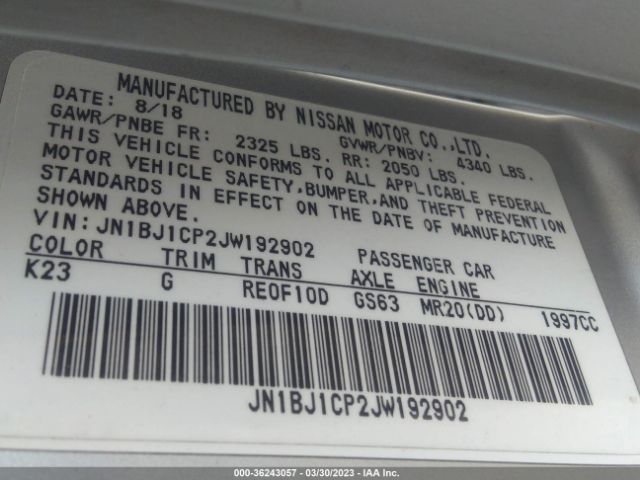 MANUFACTURED BY NISSAN MOTOR CO.,LTD.
DATE: 8/18 GVWR/PNBV: 4340 LBS.
GAWR/PNBE FR: 2325 LBS. RR: 2050 LBS.
THIS VEHICLE CONFORMS TO ALL APPLICABLE FEDERAL
MOTOR VEHICLE SAFETY,BUMPER,AND THEFT PREVENTION
STANDARDS IN EFFECT ON THE DATE OF MANUFACTURE
SHOWN ABOVE.
VIN: JN1BJ1CP2JW192902 PASSENGER CAR
COLOR TRIM TRANS AXLE ENGINE
K23 G RE0F10D GS63 MR20(DD) 1997CC
JN1BJ1CP2JW192902
000-36243057 - 03/30/2023 - IAA Inc.